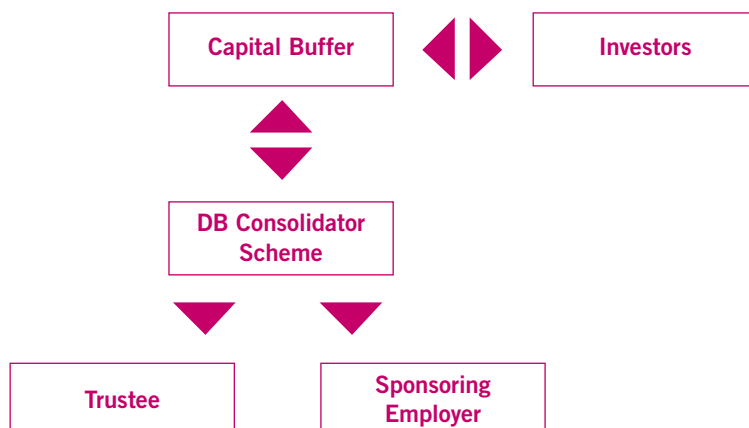 Capital Buffer
Investors
DB Consolidator
Scheme
Trustee
Sponsoring
Employer